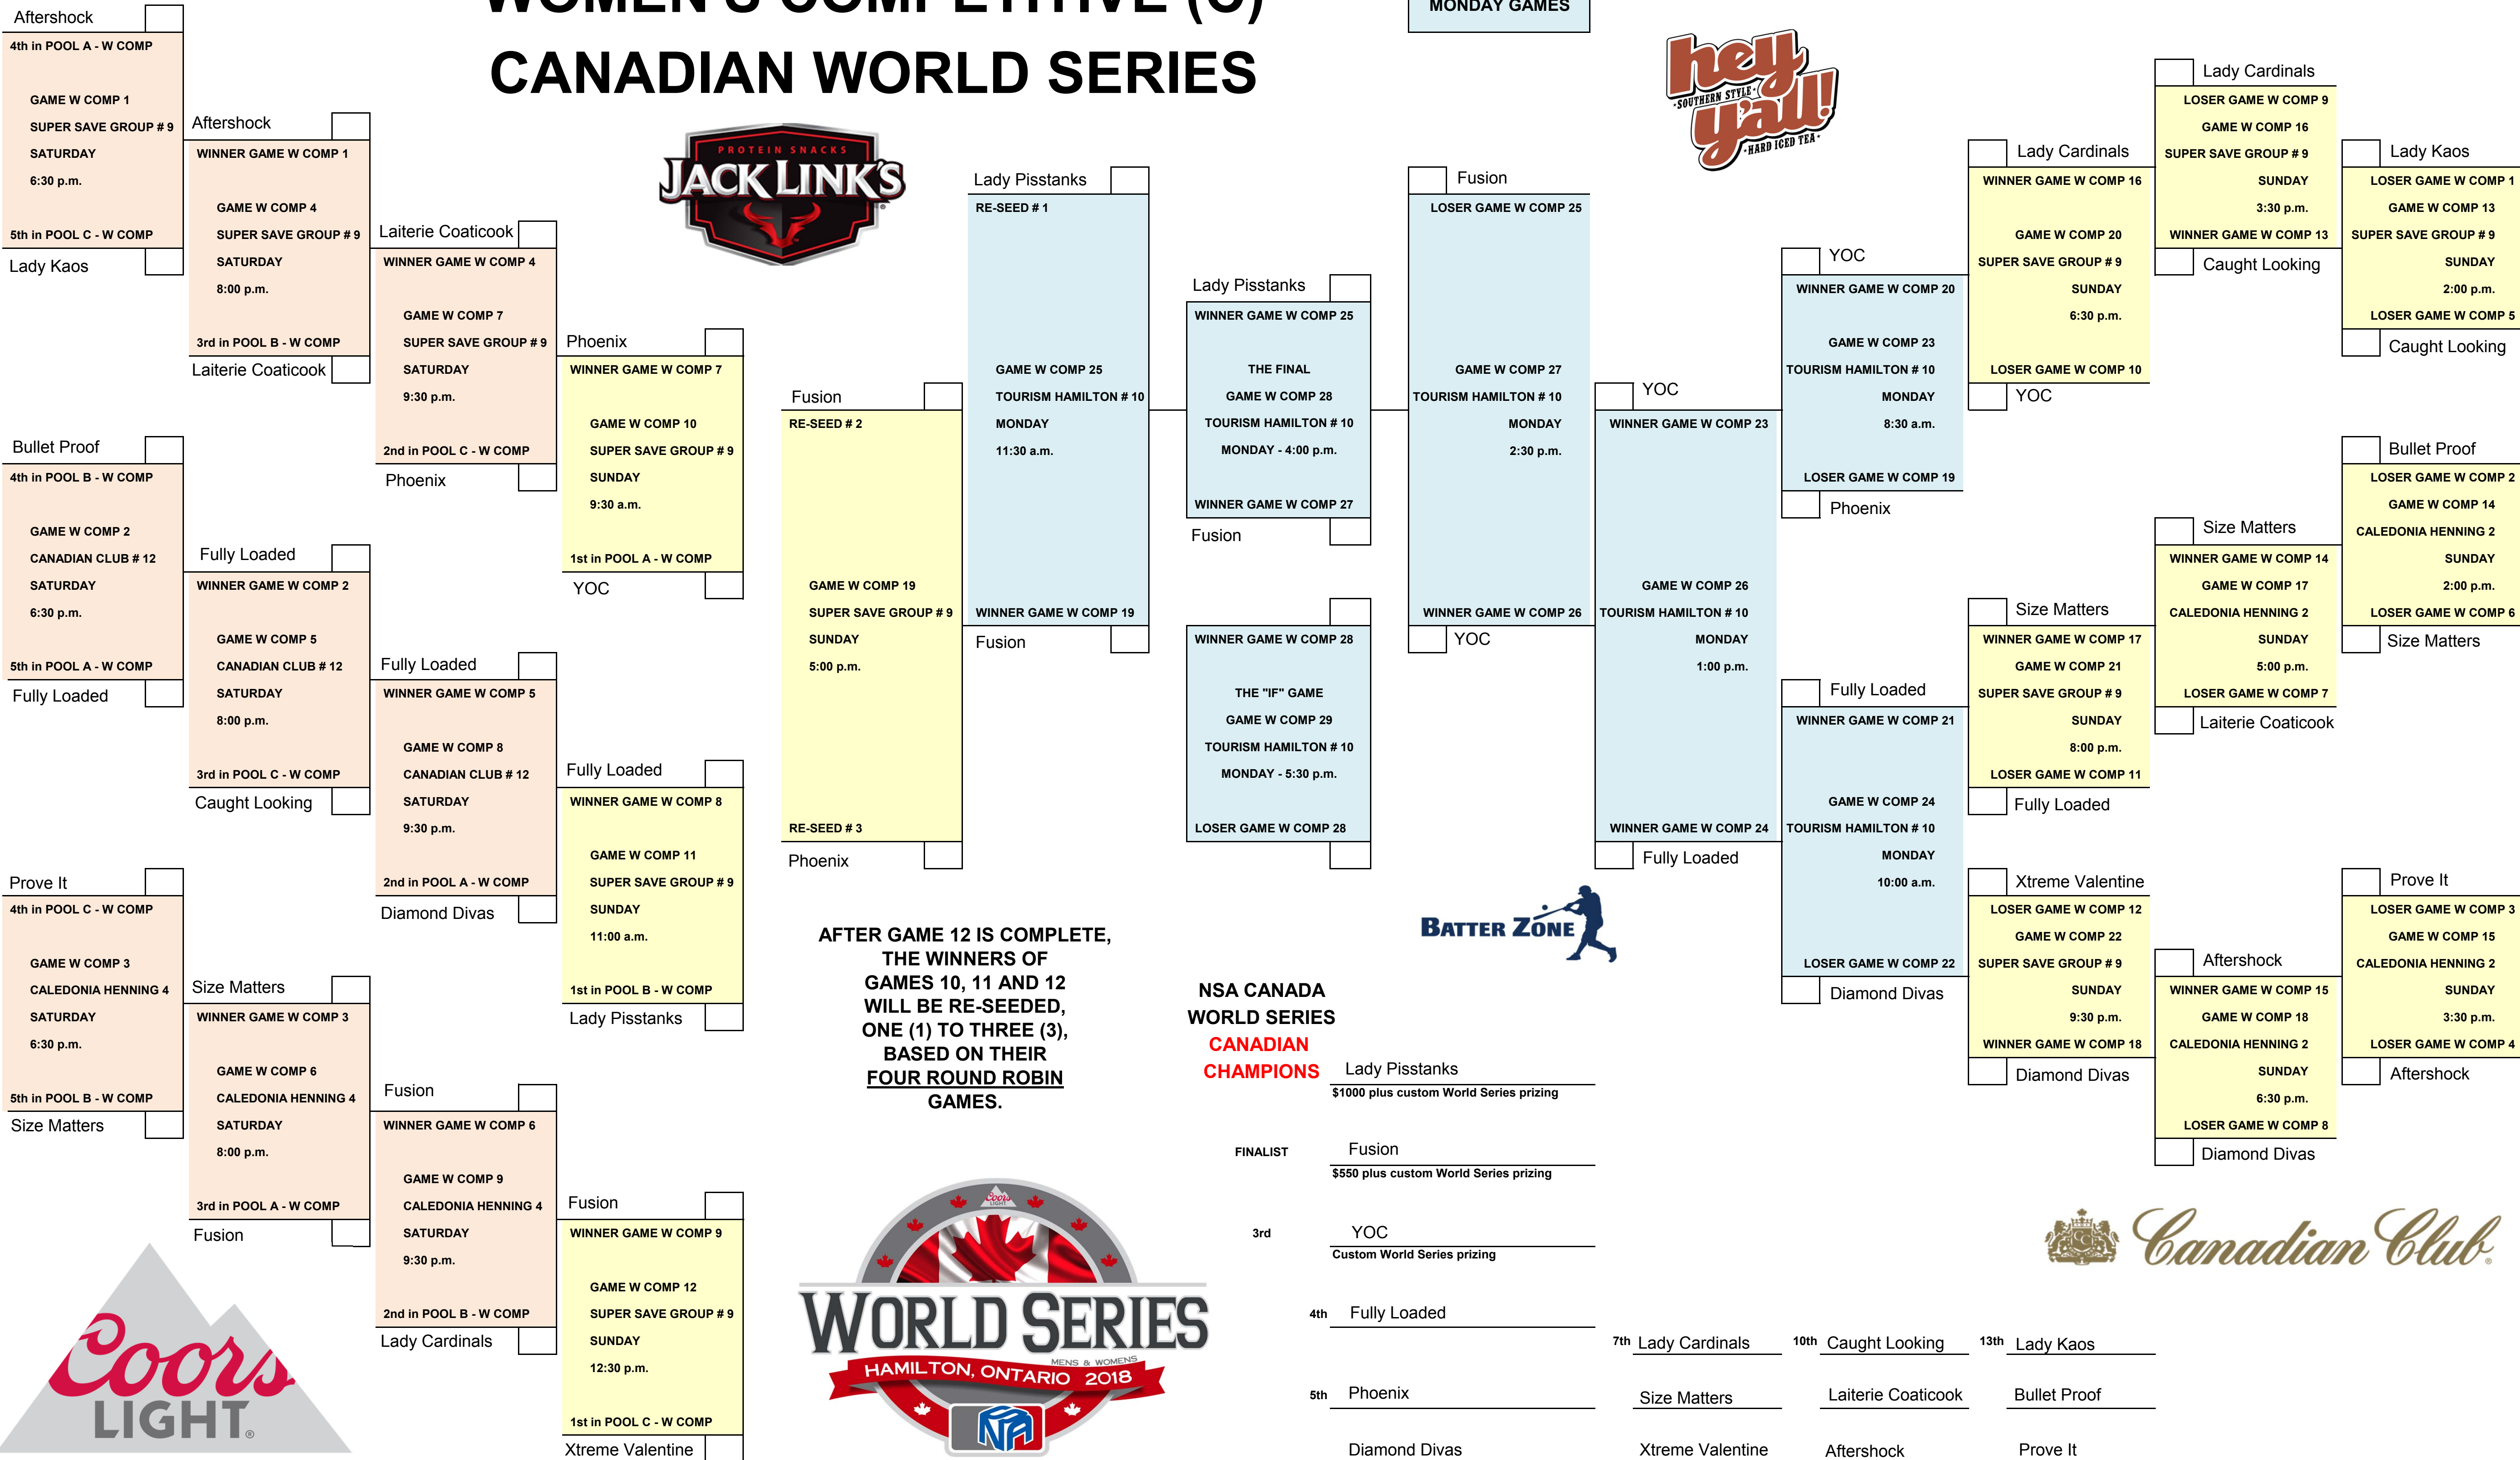 WOMEN'S COMPETITIVE (C)
CANADIAN WORLD SERIES
MONDAY GAMES
Aftershock
4th in POOL A - W COMP
GAME W COMP 1
SUPER SAVE GROUP # 9
SATURDAY
6:30 p.m.
5th in POOL C - W COMP
Lady Kaos
Bullet Proof
4th in POOL B - W COMP
GAME W COMP 2
CANADIAN CLUB # 12
SATURDAY
6:30 p.m.
5th in POOL A - W COMP
Fully Loaded
Prove It
4th in POOL C - W COMP
GAME W COMP 3
CALEDONIA HENNING 4
SATURDAY
6:30 p.m.
5th in POOL B - W COMP
Size Matters
Aftershock
WINNER GAME W COMP 1
GAME W COMP 4
SUPER SAVE GROUP # 9
SATURDAY
8:00 p.m.
3rd in POOL B - W COMP
Laiterie Coaticook
Fully Loaded
WINNER GAME W COMP 2
GAME W COMP 5
CANADIAN CLUB # 12
SATURDAY
8:00 p.m.
3rd in POOL C - W COMP
Caught Looking
Size Matters
WINNER GAME W COMP 3
GAME W COMP 6
CALEDONIA HENNING 4
SATURDAY
8:00 p.m.
3rd in POOL A - W COMP
Fusion
Laiterie Coaticook
WINNER GAME W COMP 4
GAME W COMP 7
SUPER SAVE GROUP # 9
SATURDAY
9:30 p.m.
2nd in POOL C - W COMP
Phoenix
Fully Loaded
WINNER GAME W COMP 5
GAME W COMP 8
CANADIAN CLUB # 12
SATURDAY
9:30 p.m.
2nd in POOL A - W COMP
Diamond Divas
Fusion
WINNER GAME W COMP 6
GAME W COMP 9
CALEDONIA HENNING 4
SATURDAY
9:30 p.m.
2nd in POOL B - W COMP
Lady Cardinals
Phoenix
WINNER GAME W COMP 7
GAME W COMP 10
SUPER SAVE GROUP # 9
SUNDAY
9:30 a.m.
1st in POOL A - W COMP
YOC
Fully Loaded
WINNER GAME W COMP 8
GAME W COMP 11
SUPER SAVE GROUP # 9
SUNDAY
11:00 a.m.
1st in POOL B - W COMP
Lady Pisstanks
Fusion
WINNER GAME W COMP 9
GAME W COMP 12
SUPER SAVE GROUP # 9
SUNDAY
12:30 p.m.
1st in POOL C - W COMP
Xtreme Valentine
PROTEIN SNACKS
JACK LINK'S
Fusion
RE-SEED # 2
GAME W COMP 19
SUPER SAVE GROUP # 9
SUNDAY
5:00 p.m.
RE-SEED # 3
Phoenix
Lady Pisstanks
RE-SEED # 1
GAME W COMP 25
TOURISM HAMILTON # 10
MONDAY
11:30 a.m.
WINNER GAME W COMP 19
Fusion
Lady Pisstanks
WINNER GAME W COMP 25
THE FINAL
GAME W COMP 28
TOURISM HAMILTON # 10
MONDAY - 4:00 p.m.
WINNER GAME W COMP 27
Fusion
WINNER GAME W COMP 28
THE "IF" GAME
GAME W COMP 29
TOURISM HAMILTON # 10
MONDAY - 5:30 p.m.
LOSER GAME W COMP 28
Fusion
LOSER GAME W COMP 25
GAME W COMP 27
TOURISM HAMILTON # 10
MONDAY
2:30 p.m.
WINNER GAME W COMP 26
YOC
YOC
WINNER GAME W COMP 23
GAME W COMP 26
TOURISM HAMILTON # 10
MONDAY
1:00 p.m.
WINNER GAME W COMP 24
Fully Loaded
hey y'all!
·SOUTHERN STYLE·
·HARD ICED TEA·
YOC
WINNER GAME W COMP 20
GAME W COMP 23
TOURISM HAMILTON # 10
MONDAY
8:30 a.m.
LOSER GAME W COMP 19
Phoenix
Fully Loaded
WINNER GAME W COMP 21
GAME W COMP 24
TOURISM HAMILTON # 10
MONDAY
10:00 a.m.
LOSER GAME W COMP 22
Diamond Divas
Lady Cardinals
WINNER GAME W COMP 16
GAME W COMP 20
SUPER SAVE GROUP # 9
SUNDAY
6:30 p.m.
LOSER GAME W COMP 10
YOC
Size Matters
WINNER GAME W COMP 17
GAME W COMP 21
SUPER SAVE GROUP # 9
SUNDAY
8:00 p.m.
LOSER GAME W COMP 11
Fully Loaded
Xtreme Valentine
LOSER GAME W COMP 12
GAME W COMP 22
SUPER SAVE GROUP # 9
SUNDAY
9:30 p.m.
WINNER GAME W COMP 18
Diamond Divas
Lady Cardinals
LOSER GAME W COMP 9
GAME W COMP 16
SUPER SAVE GROUP # 9
SUNDAY
3:30 p.m.
WINNER GAME W COMP 13
Caught Looking
Size Matters
WINNER GAME W COMP 14
GAME W COMP 17
CALEDONIA HENNING 2
SUNDAY
5:00 p.m.
LOSER GAME W COMP 7
Laiterie Coaticook
Aftershock
WINNER GAME W COMP 15
GAME W COMP 18
CALEDONIA HENNING 2
SUNDAY
6:30 p.m.
LOSER GAME W COMP 8
Diamond Divas
Lady Kaos
LOSER GAME W COMP 1
GAME W COMP 13
SUPER SAVE GROUP # 9
SUNDAY
2:00 p.m.
LOSER GAME W COMP 5
Caught Looking
Bullet Proof
LOSER GAME W COMP 2
GAME W COMP 14
CALEDONIA HENNING 2
SUNDAY
2:00 p.m.
LOSER GAME W COMP 6
Size Matters
Prove It
LOSER GAME W COMP 3
GAME W COMP 15
CALEDONIA HENNING 2
SUNDAY
3:30 p.m.
LOSER GAME W COMP 4
Aftershock
AFTER GAME 12 IS COMPLETE,
THE WINNERS OF
GAMES 10, 11 AND 12
WILL BE RE-SEEDED,
ONE (1) TO THREE (3),
BASED ON THEIR
FOUR ROUND ROBIN
GAMES.
BATTER ZONE
NSA CANADA
WORLD SERIES
CANADIAN
CHAMPIONS
Lady Pisstanks
$1000 plus custom World Series prizing
FINALIST
Fusion
$550 plus custom World Series prizing
3rd
YOC
Custom World Series prizing
4th Fully Loaded
5th Phoenix
Diamond Divas
7th Lady Cardinals
Size Matters
Xtreme Valentine
10th Caught Looking
Laiterie Coaticook
Aftershock
13th Lady Kaos
Bullet Proof
Prove It
Coors
LIGHT
Coors
LIGHT
WORLD SERIES
MENS & WOMENS
HAMILTON, ONTARIO 2018
NSA
Canadian Club